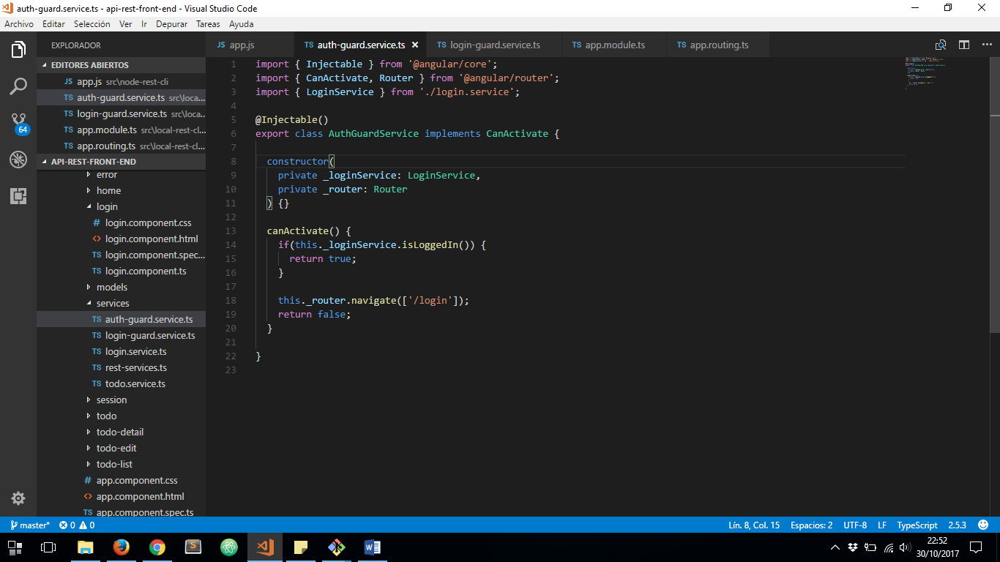 auth-guard.service.ts - api-rest-front-end - Visual Studio Code
Archivo Editar Selección Ver Ir Depurar Tareas Ayuda
EXPLORADOR
EDITORES ABIERTOS
JS app.js src\node-rest-cli
TS auth-guard.service.ts src\loca...
TS login-guard.service.ts src\loca...
TS app.module.ts src\local-rest-cl...
TS app.routing.ts src\local-rest-cl...
API-REST-FRONT-END
error
home
login
# login.component.css
<> login.component.html
TS login.component.spec...
TS login.component.ts
models
services
TS auth-guard.service.ts
TS login-guard.service.ts
TS login.service.ts
TS rest-services.ts
TS todo.service.ts
session
todo
todo-detail
todo-edit
todo-list
# app.component.css
<> app.component.html
TS app.component.spec.ts
64
JS app.js TS auth-guard.service.ts × TS login-guard.service.ts TS app.module.ts TS app.routing.ts
1 import { Injectable } from '@angular/core';
2 import { CanActivate, Router } from '@angular/router';
3 import { LoginService } from './login.service';
4
5 @Injectable()
6 export class AuthGuardService implements CanActivate {
7
8 constructor(
9 private _loginService: LoginService,
10 private _router: Router
11 ) {}
12
13 canActivate() {
14 if(this._loginService.isLoggedIn()) {
15 return true;
16 }
17
18 this._router.navigate(['/login']);
19 return false;
20 }
21
22 }
23
master* 0 0 Lín. 8, Col. 15 Espacios: 2 UTF-8 LF TypeScript 2.5.3
22:52
30/10/2017